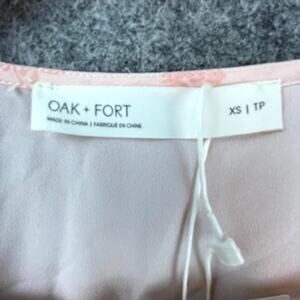 OAK + FORT
MADE IN CHINA | FABRIQUÉ EN CHINE
XS | TP